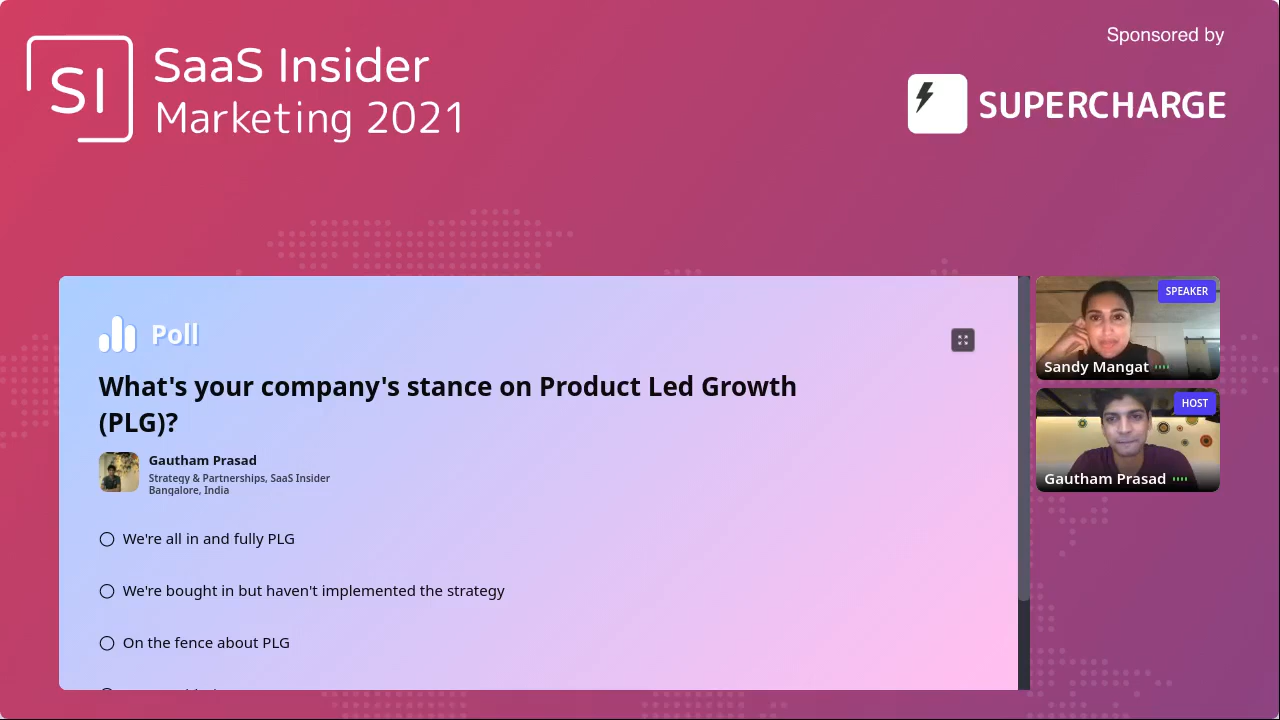 SI
SaaS Insider
Marketing 2021
Sponsored by
SUPERCHARGE
Poll
What's your company's stance on Product Led Growth
(PLG)?
Gautham Prasad
Strategy & Partnerships, SaaS Insider
Bangalore, India
We're all in and fully PLG
We're bought in but haven't implemented the strategy
On the fence about PLG
SPEAKER
Sandy Mangat
HOST
Gautham Prasad